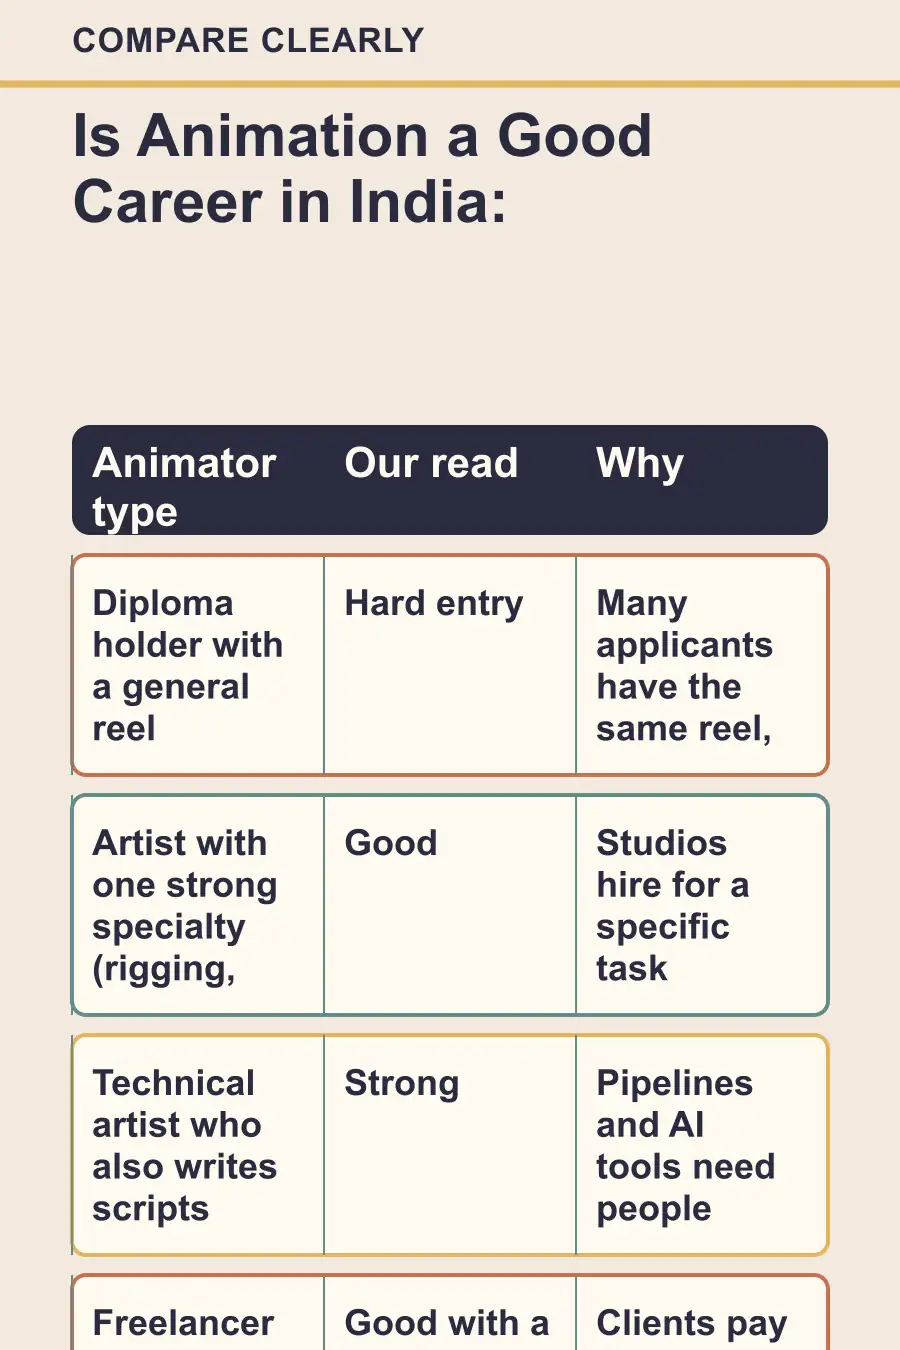 COMPARE CLEARLY
Is Animation a Good
Career in India:
Animator
type
Our read
Why
Diploma
holder with
a general
reel
Hard entry
Many
applicants
have the
same reel,
Artist with
one strong
specialty
(rigging,
Good
Studios
hire for a
specific
task
Technical
artist who
also writes
scripts
Strong
Pipelines
and AI
tools need
people
Freelancer
Good with a
Clients pay